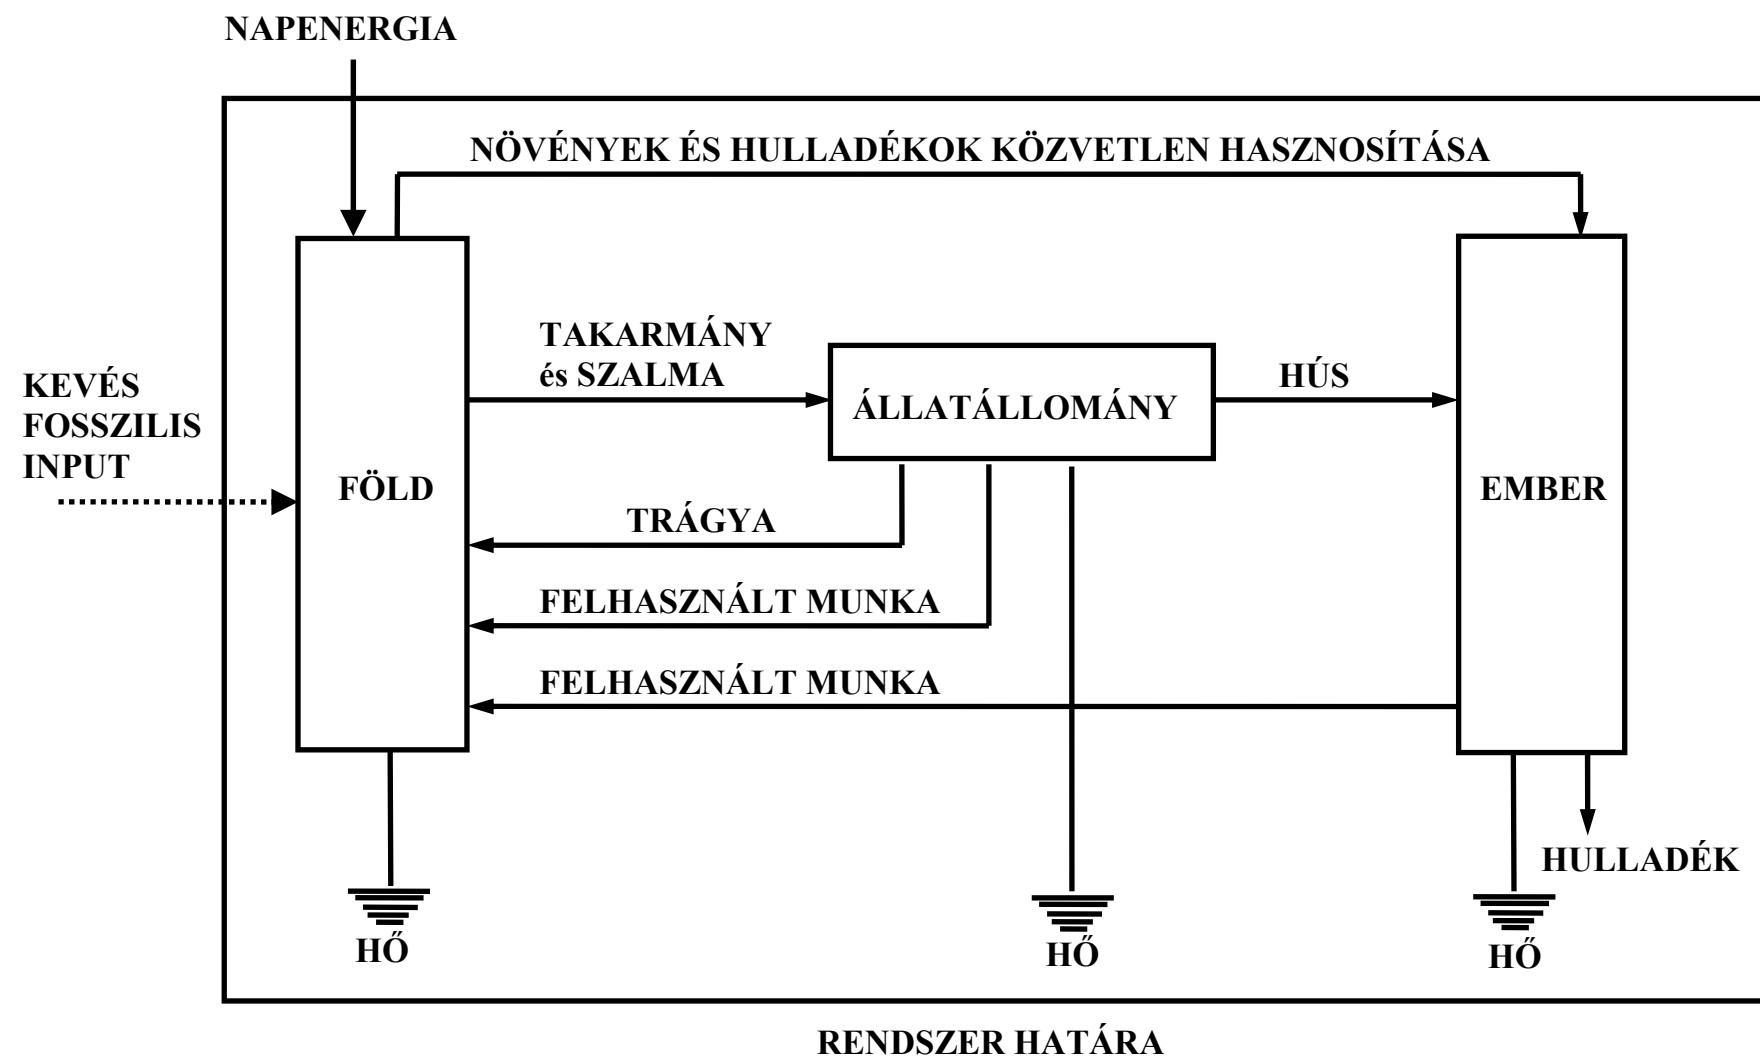 NAPENERGIA
NÖVÉNYEK ÉS HULLADÉKOK KÖZVETLEN HASZNOSÍTÁSA
TAKARMÁNY
és SZALMA
KEVÉS
FOSSZILIS
INPUT
ÁLLATÁLLOMÁNY
HÚS
FÖLD
EMBER
TRÁGYA
FELHASZNÁLT MUNKA
FELHASZNÁLT MUNKA
HULLADÉK
HŐ
HŐ
HŐ
RENDSZER HATÁRA